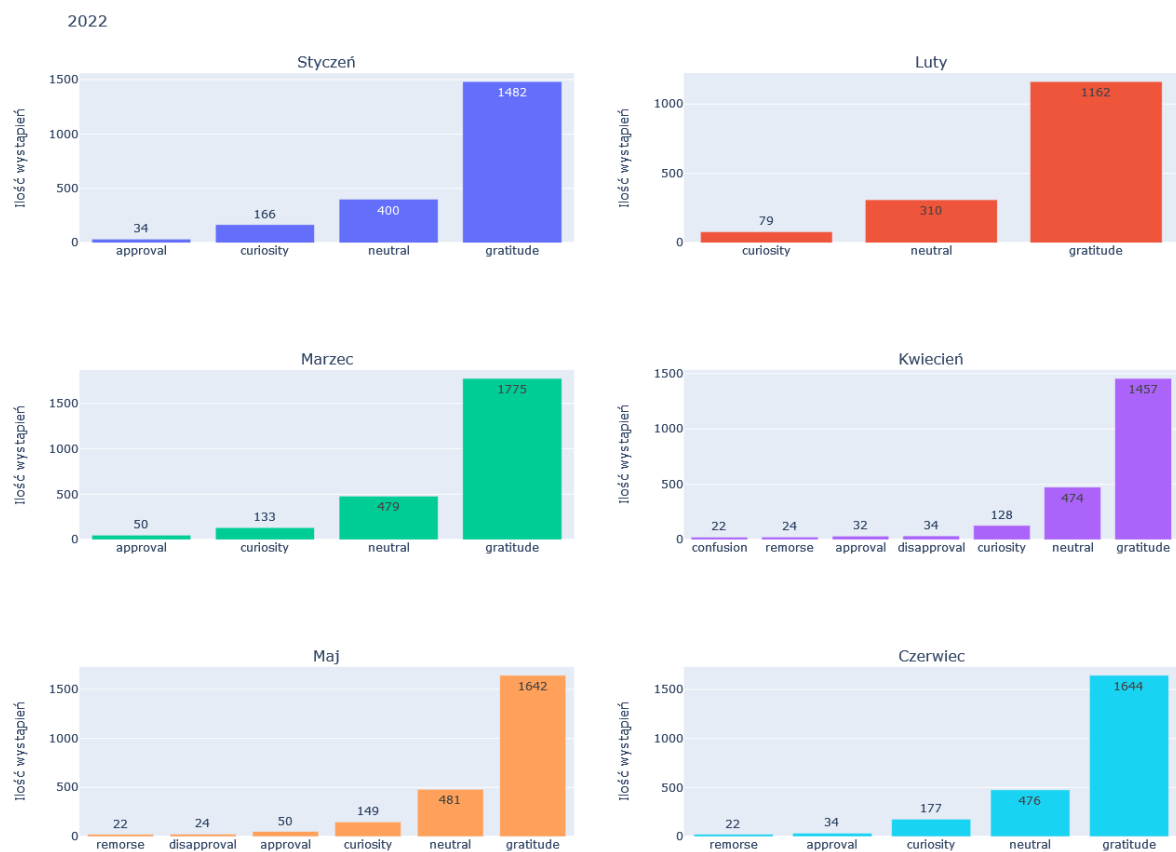 2022
Styczeń
Ilość wystąpień
1500
1000
500
0
34
166
400
1482
approval
curiosity
neutral
gratitude
Luty
Ilość wystąpień
1000
500
0
79
310
1162
curiosity
neutral
gratitude
Marzec
Ilość wystąpień
1500
1000
500
0
50
133
479
1775
approval
curiosity
neutral
gratitude
Kwiecień
Ilość wystąpień
1500
1000
500
0
22
24
32
34
128
474
1457
confusion
remorse
approval
disapproval
curiosity
neutral
gratitude
Maj
Ilość wystąpień
1500
1000
500
0
22
24
50
149
481
1642
remorse
disapproval
approval
curiosity
neutral
gratitude
Czerwiec
Ilość wystąpień
1500
1000
500
0
22
34
177
476
1644
remorse
approval
curiosity
neutral
gratitude